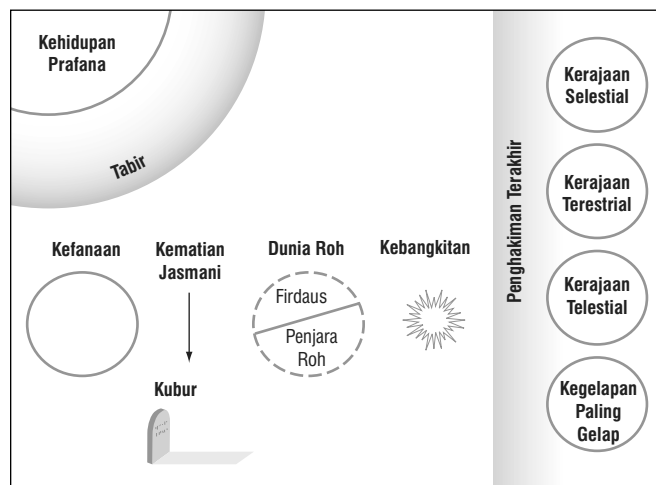 Kehidupan
Prafana
Tabir
Kefanaan
Kematian
Jasmani
Kubur
Dunia Roh
Firdaus
Penjara
Roh
Kebangkitan
Penghakiman Terakhir
Kerajaan
Selestial
Kerajaan
Terestrial
Kerajaan
Telestial
Kegelapan
Paling
Gelap